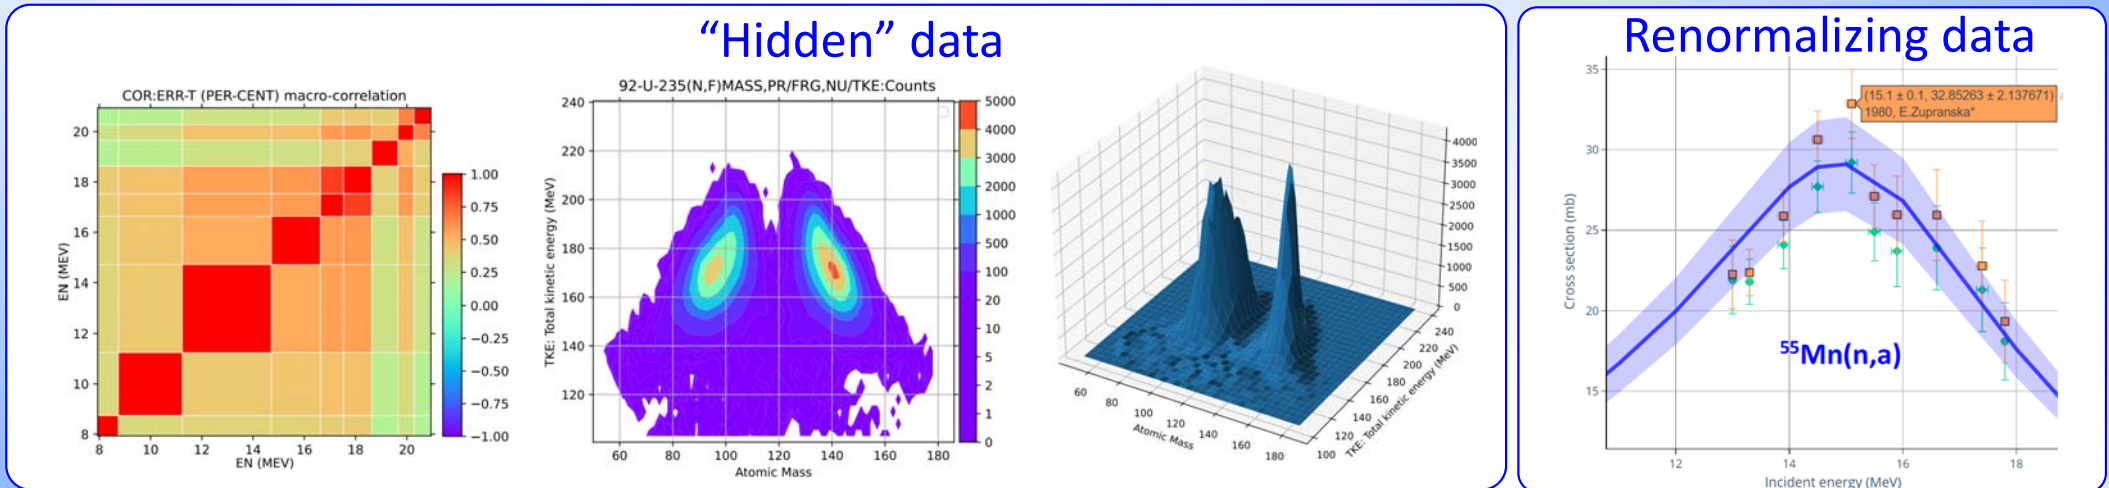 “Hidden” data
COR:ERR-T (PER-CENT) macro-correlation
20
18
16
14
12
10
8
EN (MEV)
8 10 12 14 16 18 20
EN (MEV)
1.00
0.75
0.50
0.25
0.00
−0.25
−0.50
−0.75
−1.00
92-U-235(N,F)MASS,PR/FRG,NU/TKE:Counts
240
220
200
180
160
140
120
TKE: Total kinetic energy (MeV)
60 80 100 120 140 160 180
Atomic Mass
5000
4000
3000
2000
1000
500
100
20
10
5
2
1
0
4000
3500
3000
2500
2000
1500
1000
500
0
60 80 100 120 140 160 180
Atomic Mass
100 120 140 160 180 200 220 240
TKE: Total kinetic energy (MeV)
Renormalizing data
35
30
25
20
15
Cross section (mb)
(15.1 ± 0.1, 32.85263 ± 2.137671)
1980, E.Zupranska*
55Mn(n,a)
12 14 16 18
Incident energy (MeV)